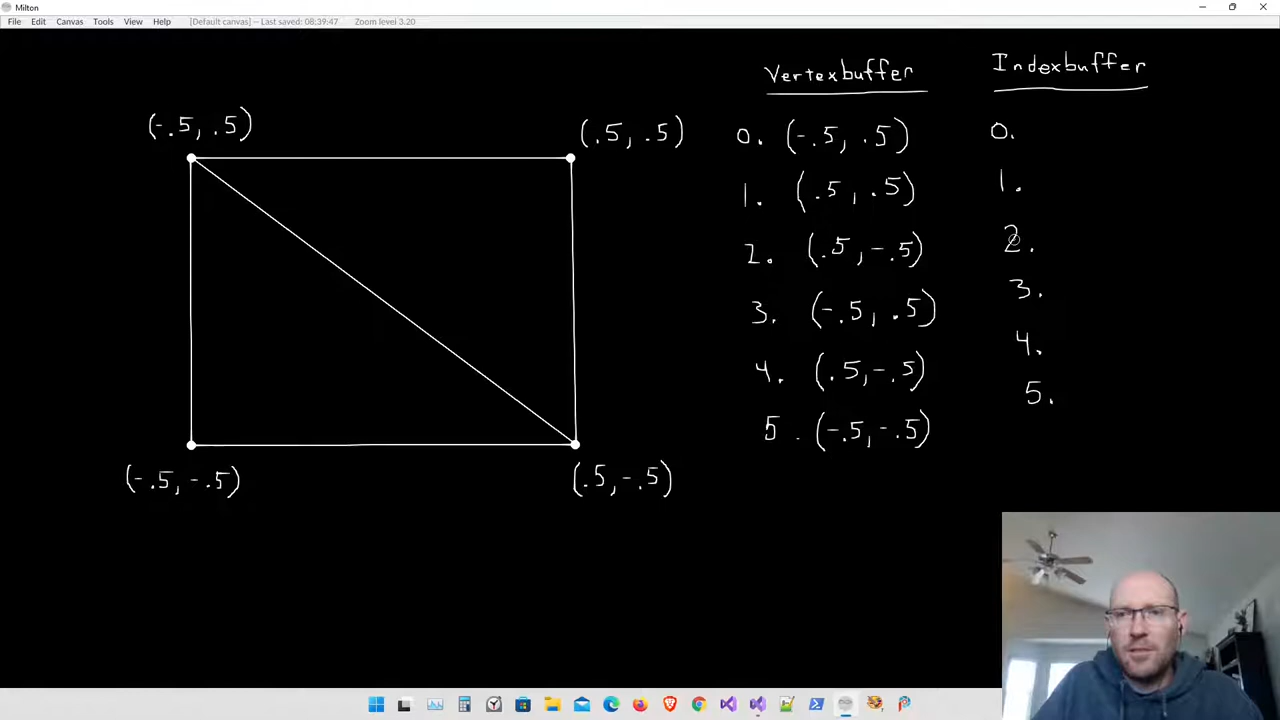 Milton
File Edit Canvas Tools View Help [Default canvas] — Last saved: 08:39:47 Zoom level 3.20
(-.5, .5)
(.5, .5)
(-.5, -.5)
(.5, -.5)
Vertexbuffer
0. (-.5, .5)
1. (.5, .5)
2. (.5, -.5)
3. (-.5, .5)
4. (.5, -.5)
5. (-.5, -.5)
Indexbuffer
0.
1.
2.
3.
4.
5.